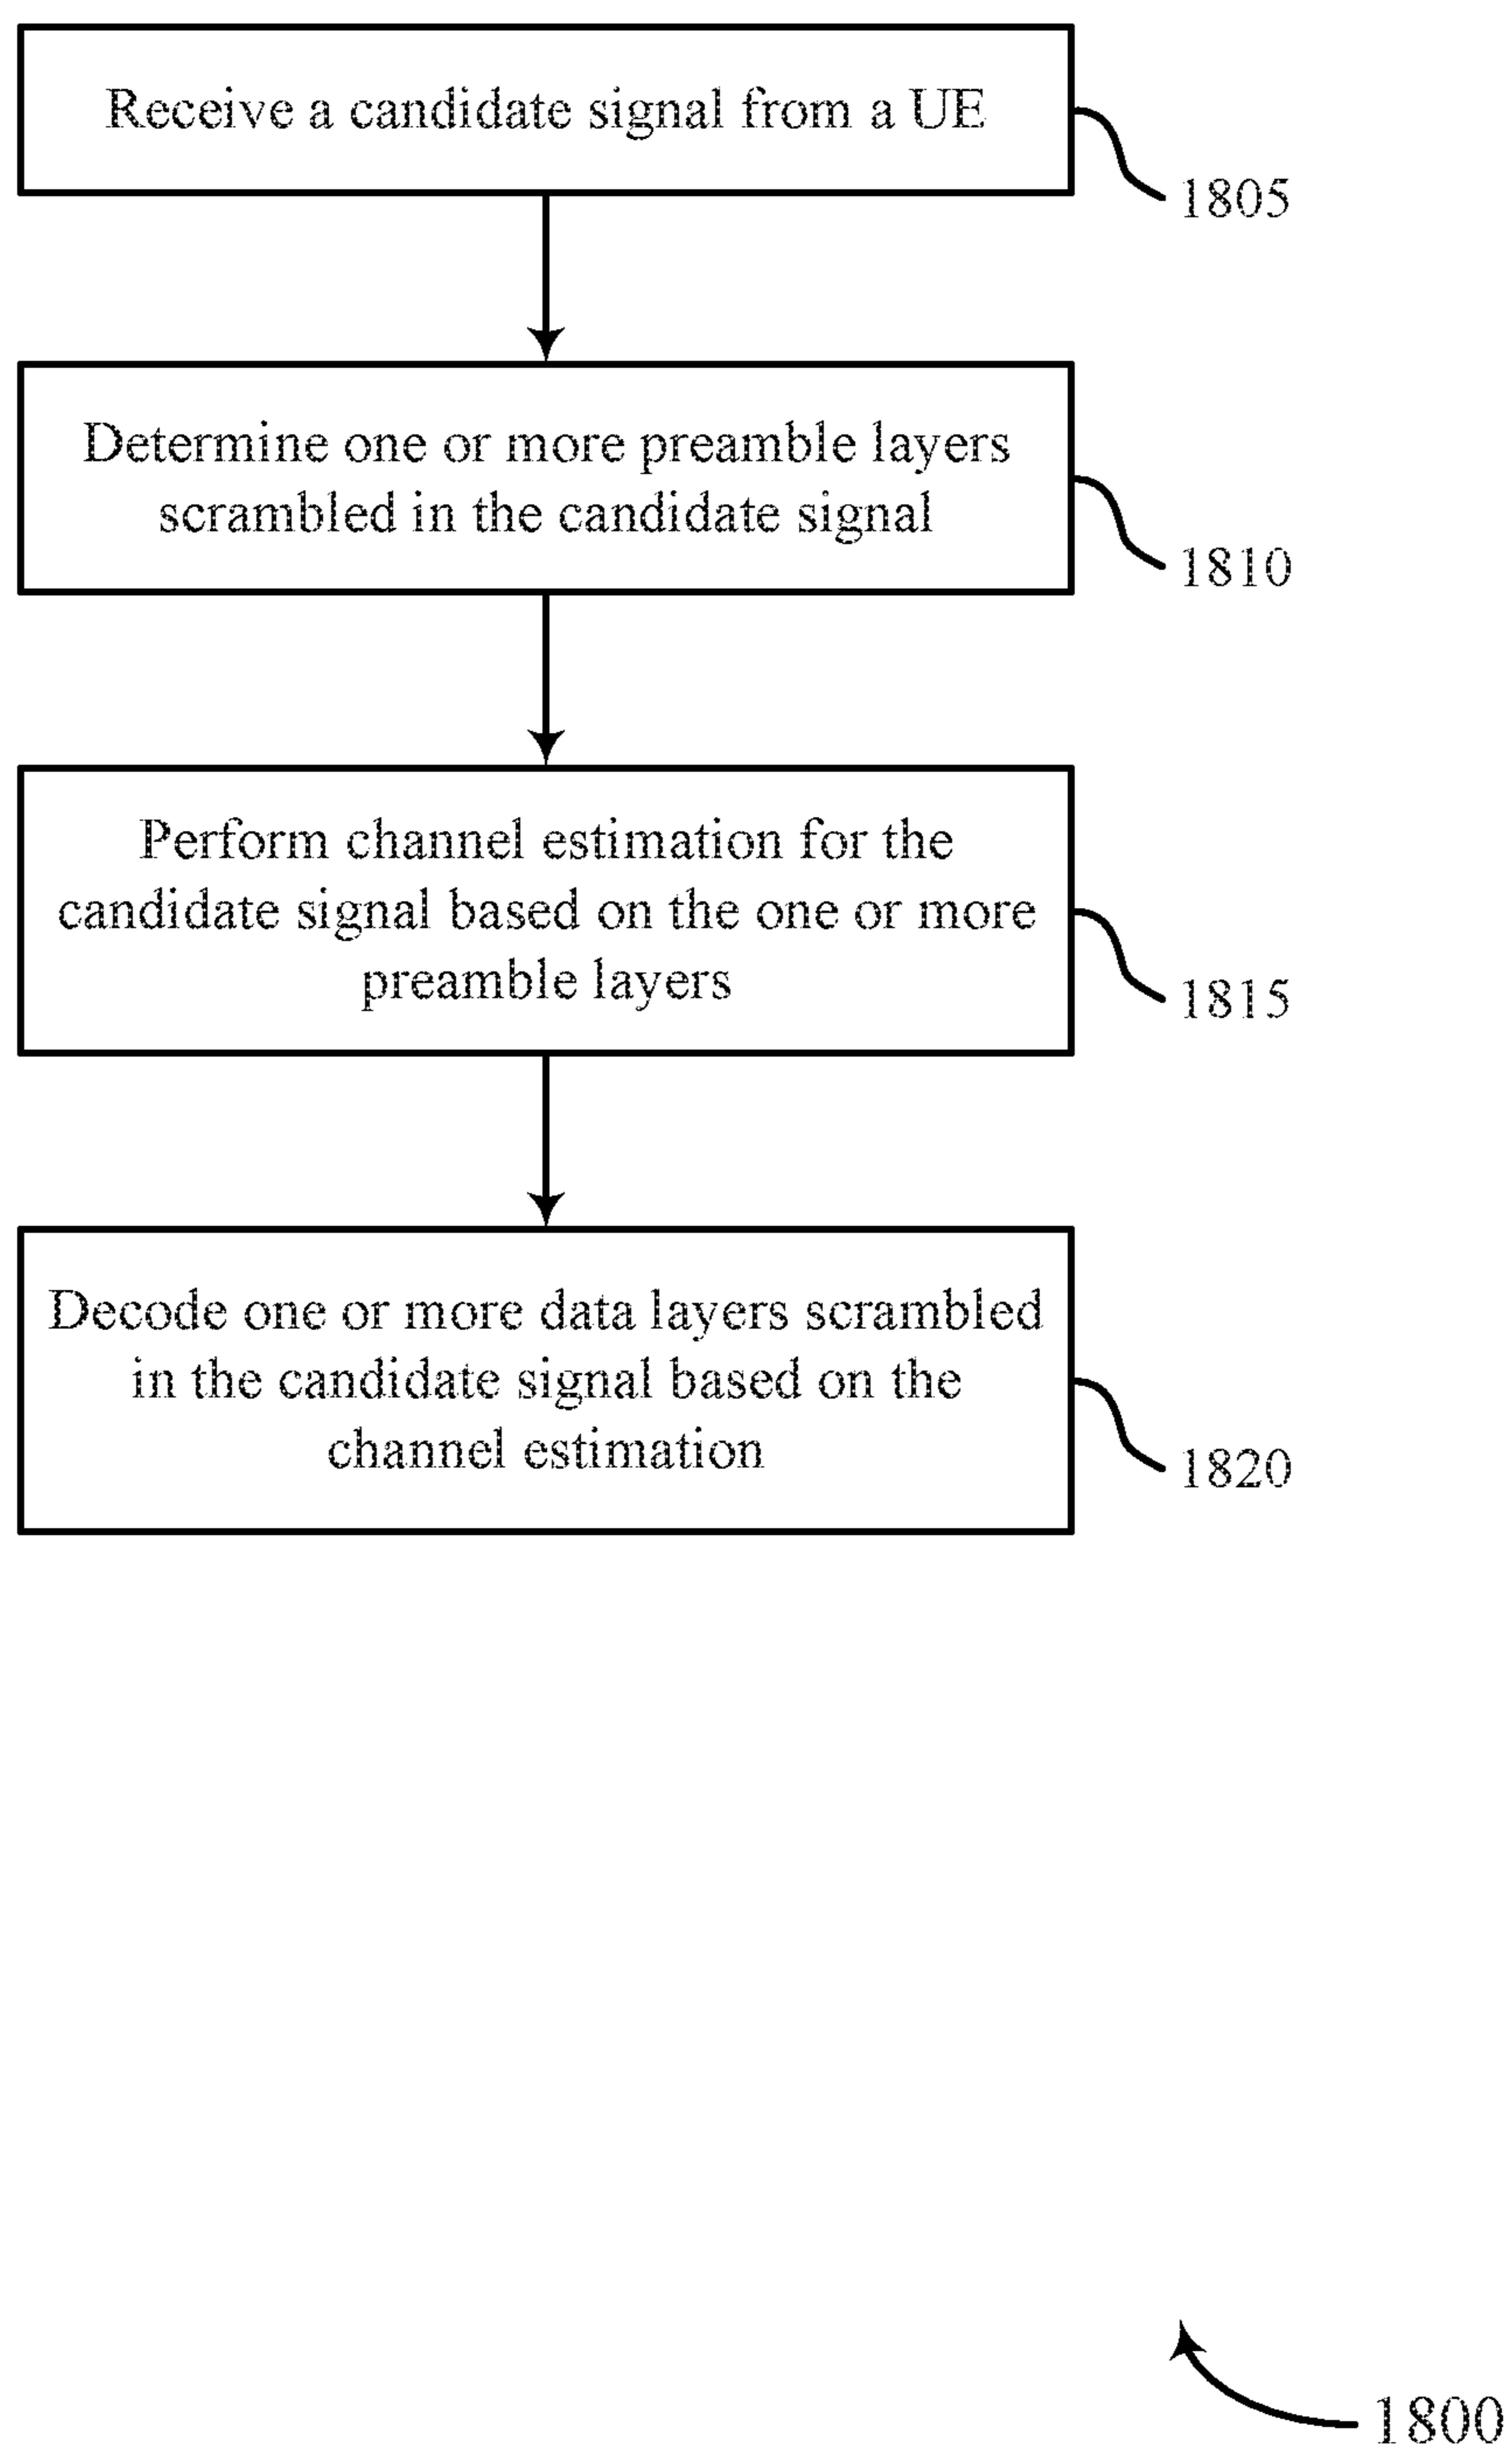 Receive a candidate signal from a UE
1805
Determine one or more preamble layers
scrambled in the candidate signal
1810
Perform channel estimation for the
candidate signal based on the one or more
preamble layers
1815
Decode one or more data layers scrambled
in the candidate signal based on the
channel estimation
1820
1800